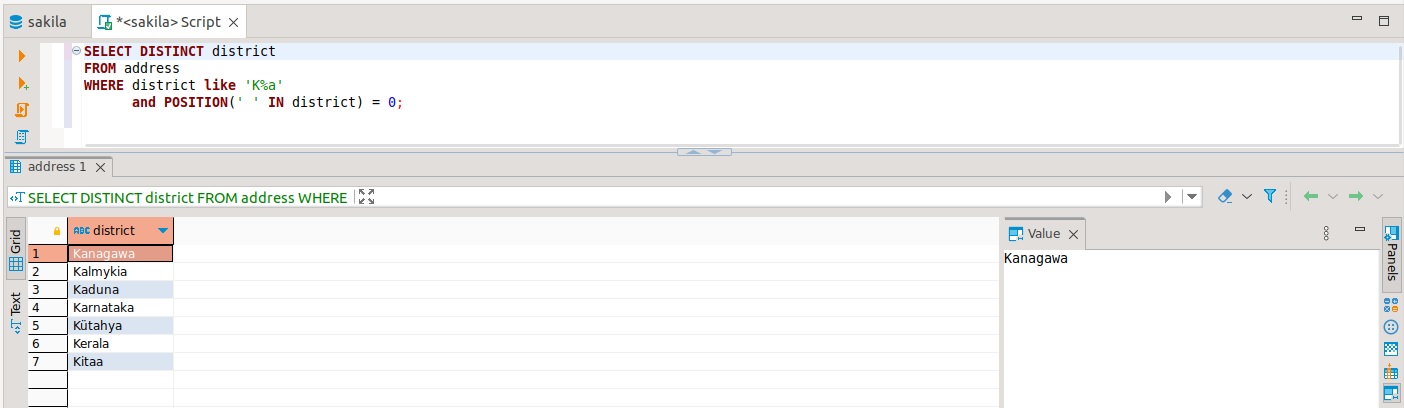 sakila
*<sakila> Script
SELECT DISTINCT district
FROM address
WHERE district like 'K%a'
and POSITION(' ' IN district) = 0;
address 1
SELECT DISTINCT district FROM address WHERE
Grid
Text
ABC district
1 Kanagawa
2 Kalmykia
3 Kaduna
4 Karnataka
5 Kütahya
6 Kerala
7 Kitaa
Value
Kanagawa
Panels